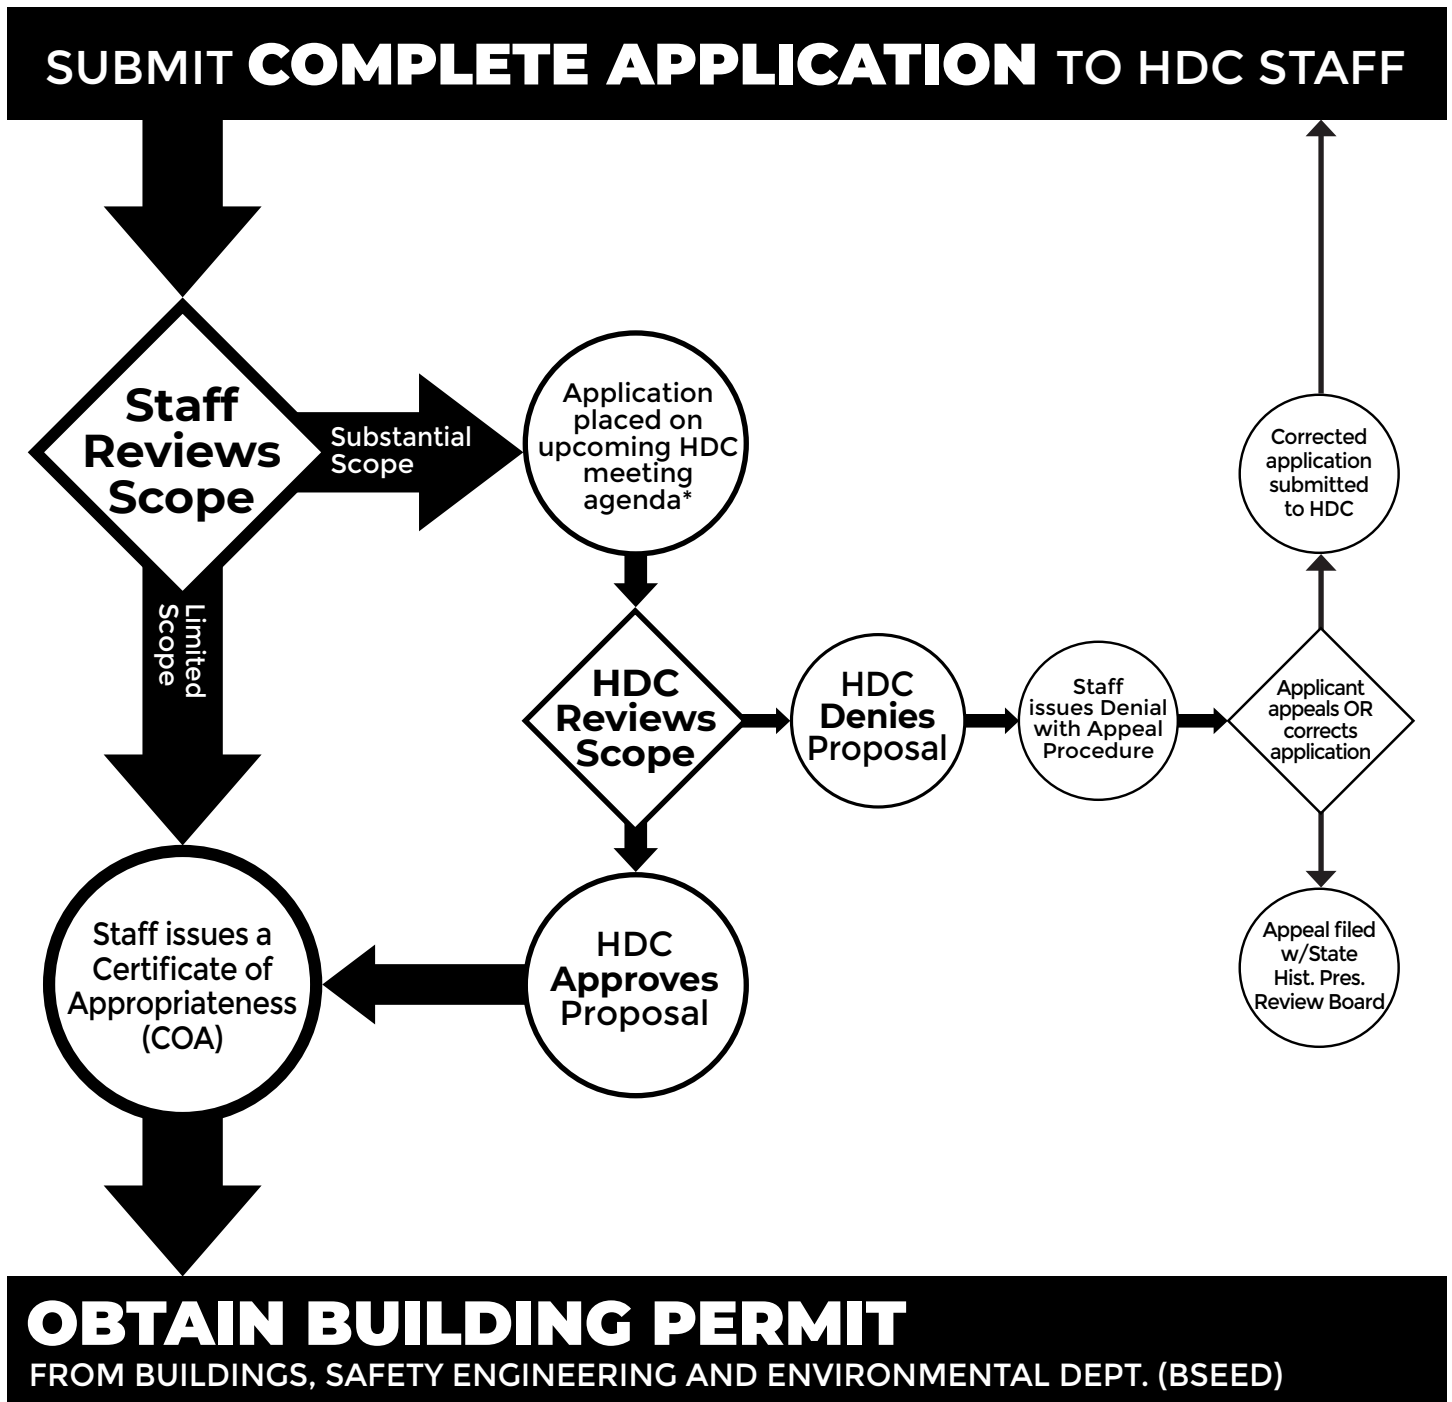 SUBMIT COMPLETE APPLICATION TO HDC STAFF
Staff
Reviews
Scope
Substantial
Scope
Application
placed on
upcoming HDC
meeting
agenda*
Limited
Scope
HDC
Reviews
Scope
HDC
Denies
Proposal
Staff
issues Denial
with Appeal
Procedure
Applicant
appeals OR
corrects
application
Corrected
application
submitted
to HDC
Appeal filed
w/State
Hist. Pres.
Review Board
HDC
Approves
Proposal
Staff issues a
Certificate of
Appropriateness
(COA)
OBTAIN BUILDING PERMIT
FROM BUILDINGS, SAFETY ENGINEERING AND ENVIRONMENTAL DEPT. (BSEED)